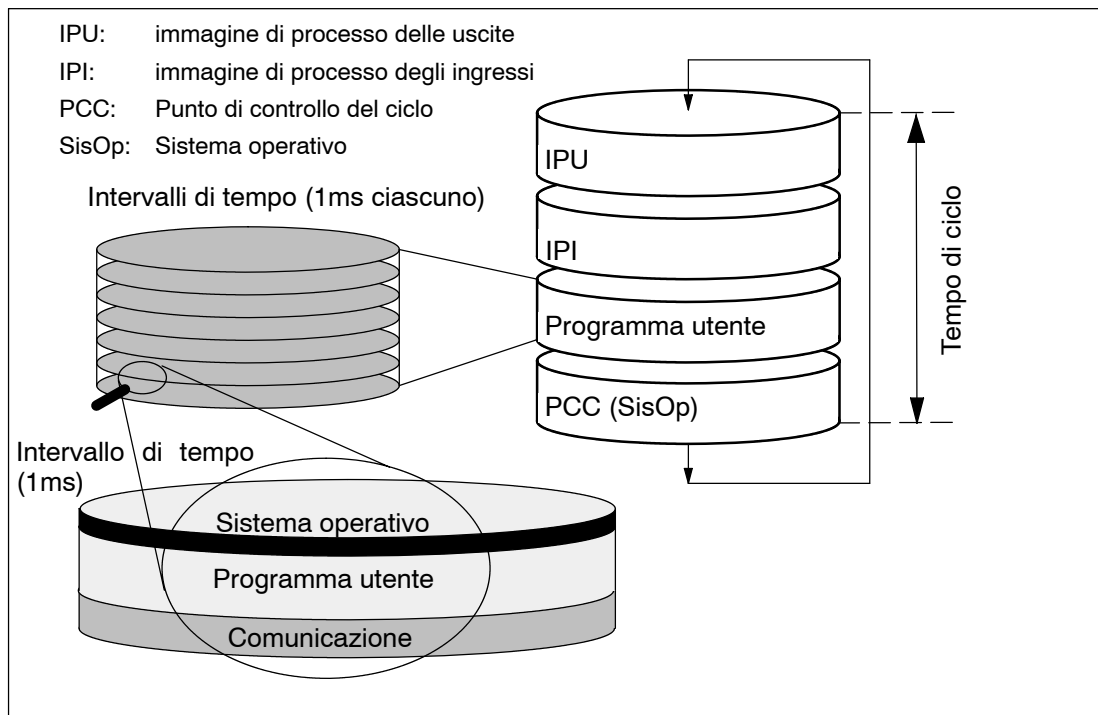 IPU: immagine di processo delle uscite
IPI: immagine di processo degli ingressi
PCC: Punto di controllo del ciclo
SisOp: Sistema operativo
Intervalli di tempo (1ms ciascuno)
IPU
IPI
Programma utente
PCC (SisOp)
Tempo di ciclo
Intervallo di tempo
(1ms)
Sistema operativo
Programma utente
Comunicazione